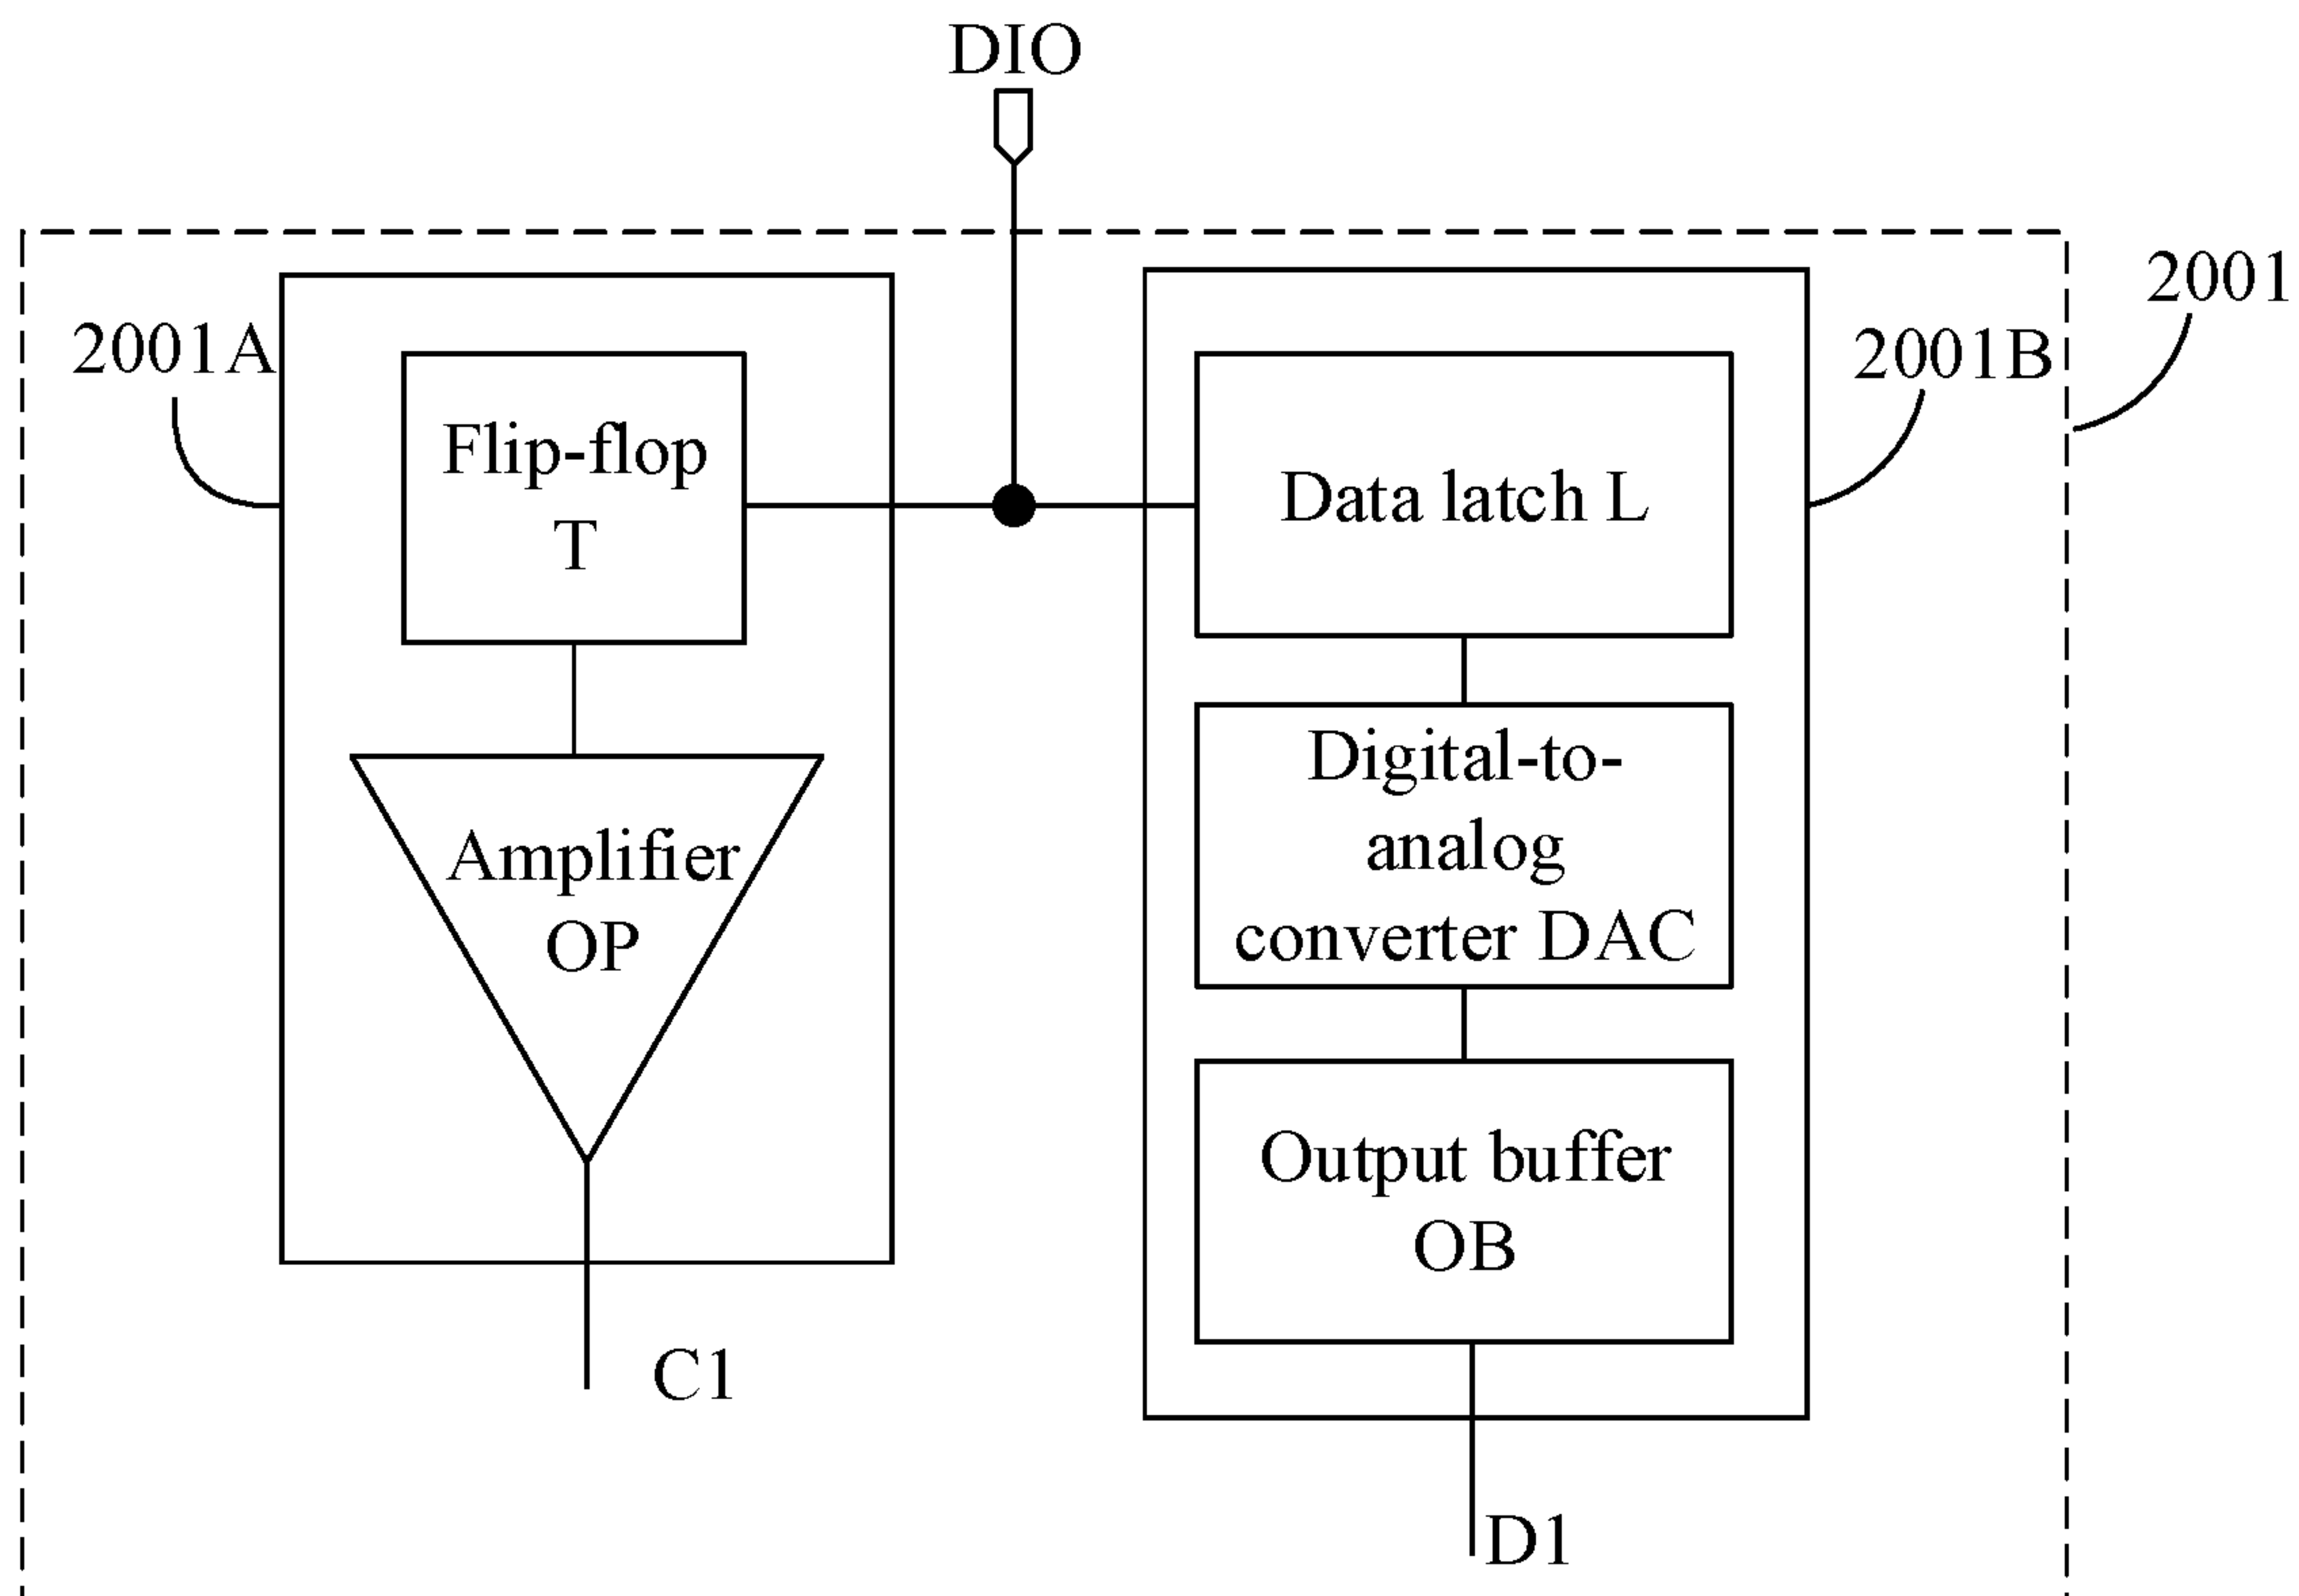 DIO
2001
2001A
2001B
Flip-flop
T
Data latch L
Digital-to-
analog
converter DAC
Amplifier
OP
Output buffer
OB
C1
D1